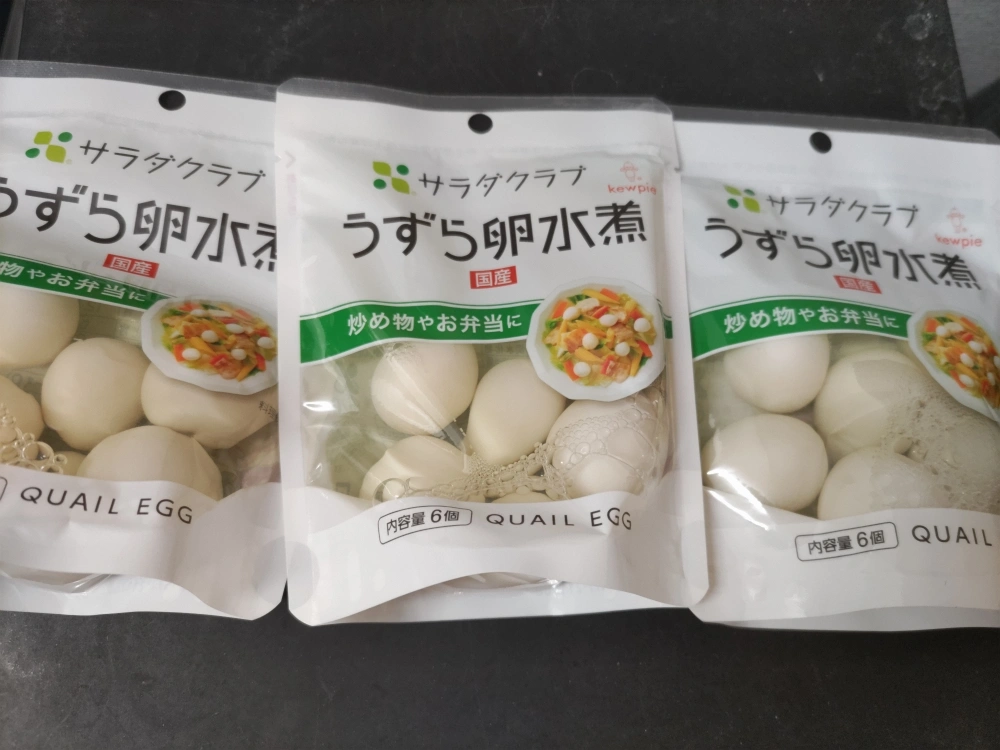 サラダクラブ
うずら卵水煮
国産
物やお弁当に
QUAIL EGG
サラダクラブ
kewpie
うずら卵水煮
国産
炒め物やお弁当に
内容量 6個
QUAIL EGG
サラダクラブ
kewpie
うずら卵水煮
国産
炒め物やお弁当に
内容量 6個
QUAIL